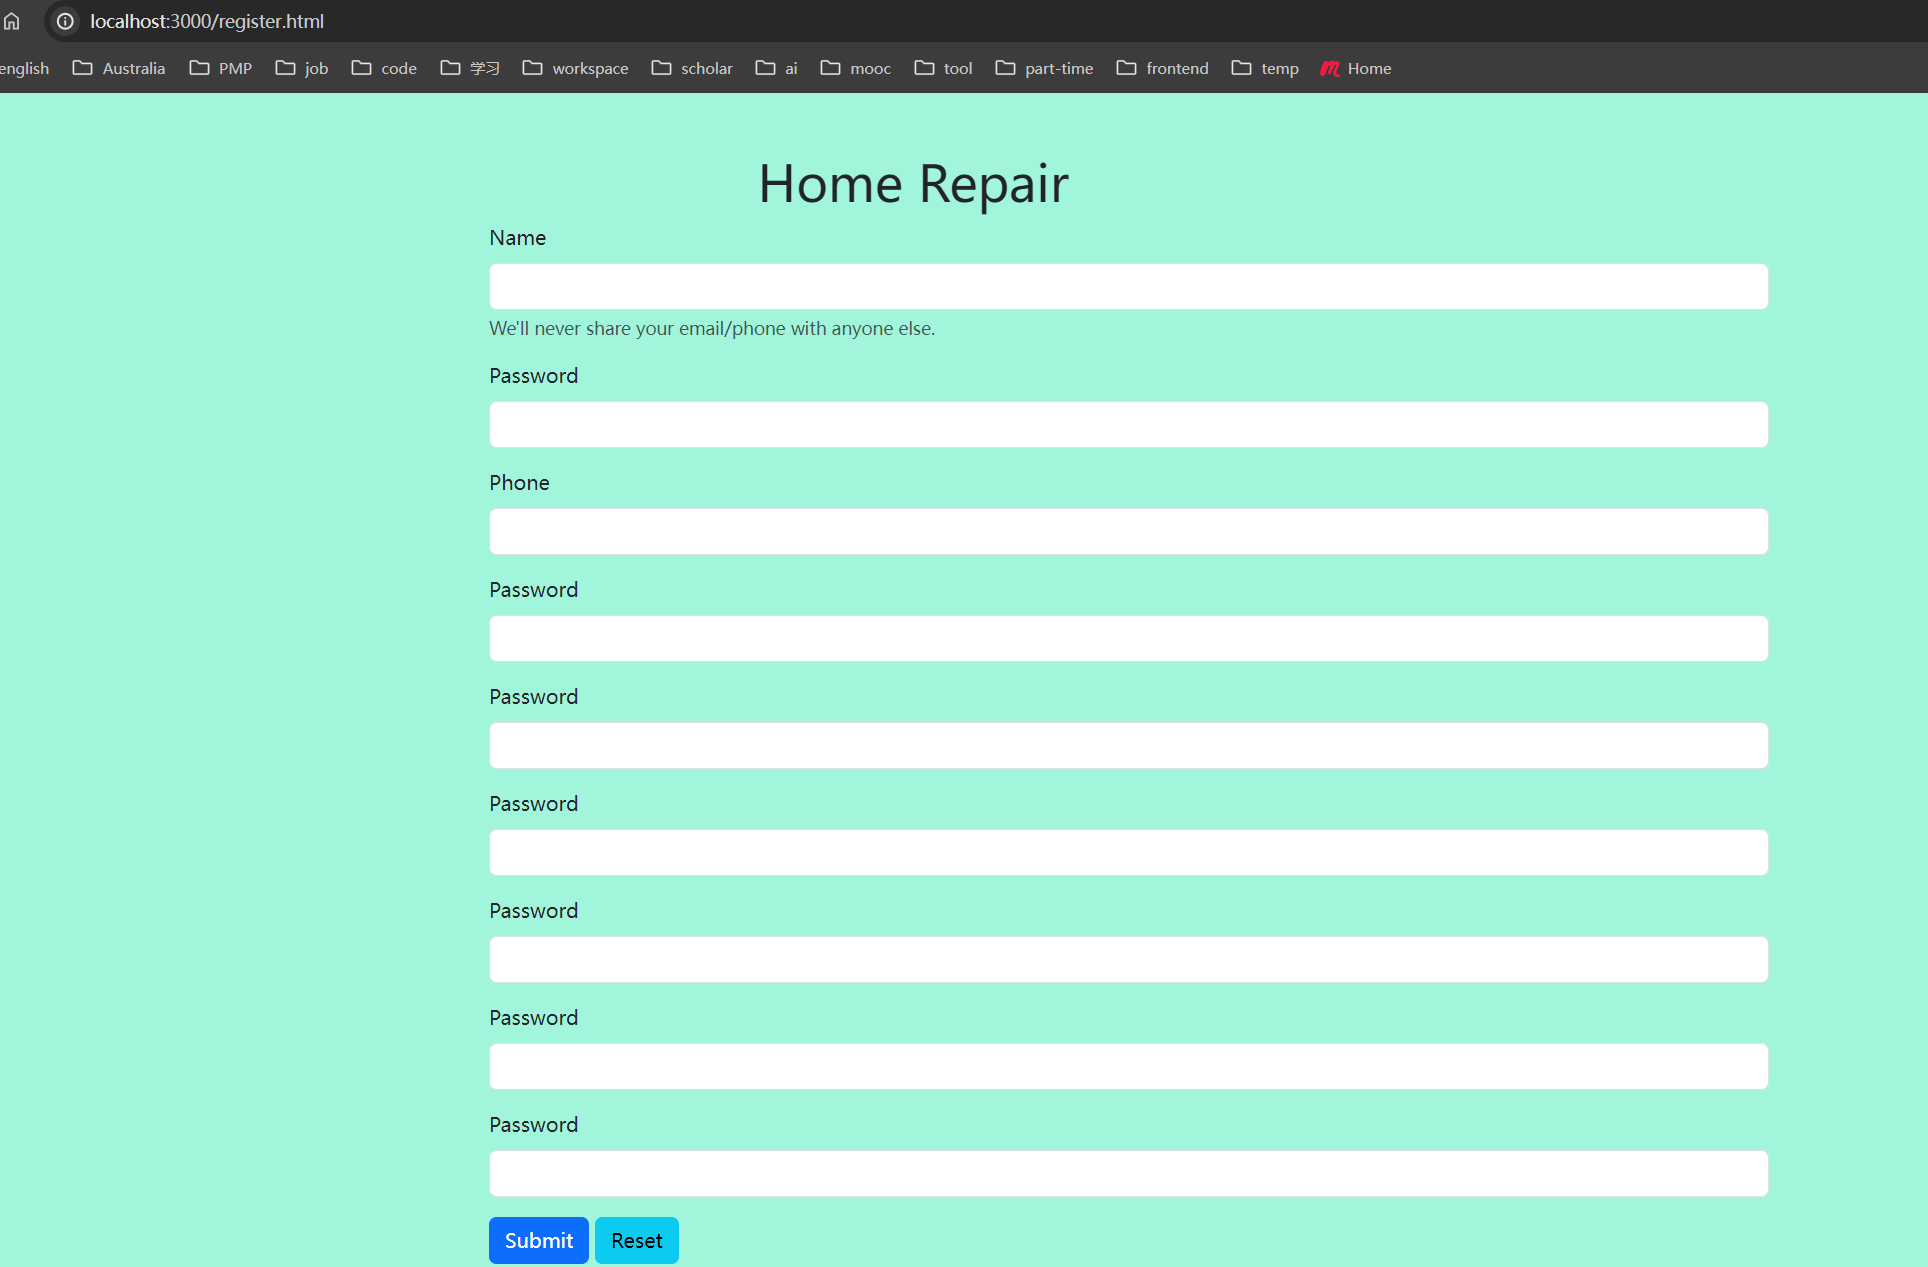 localhost:3000/register.html
english Australia PMP job code 学习 workspace scholar ai mooc tool part-time frontend temp Home
Home Repair
Name
We'll never share your email/phone with anyone else.
Password
Phone
Password
Password
Password
Password
Password
Password
Submit Reset